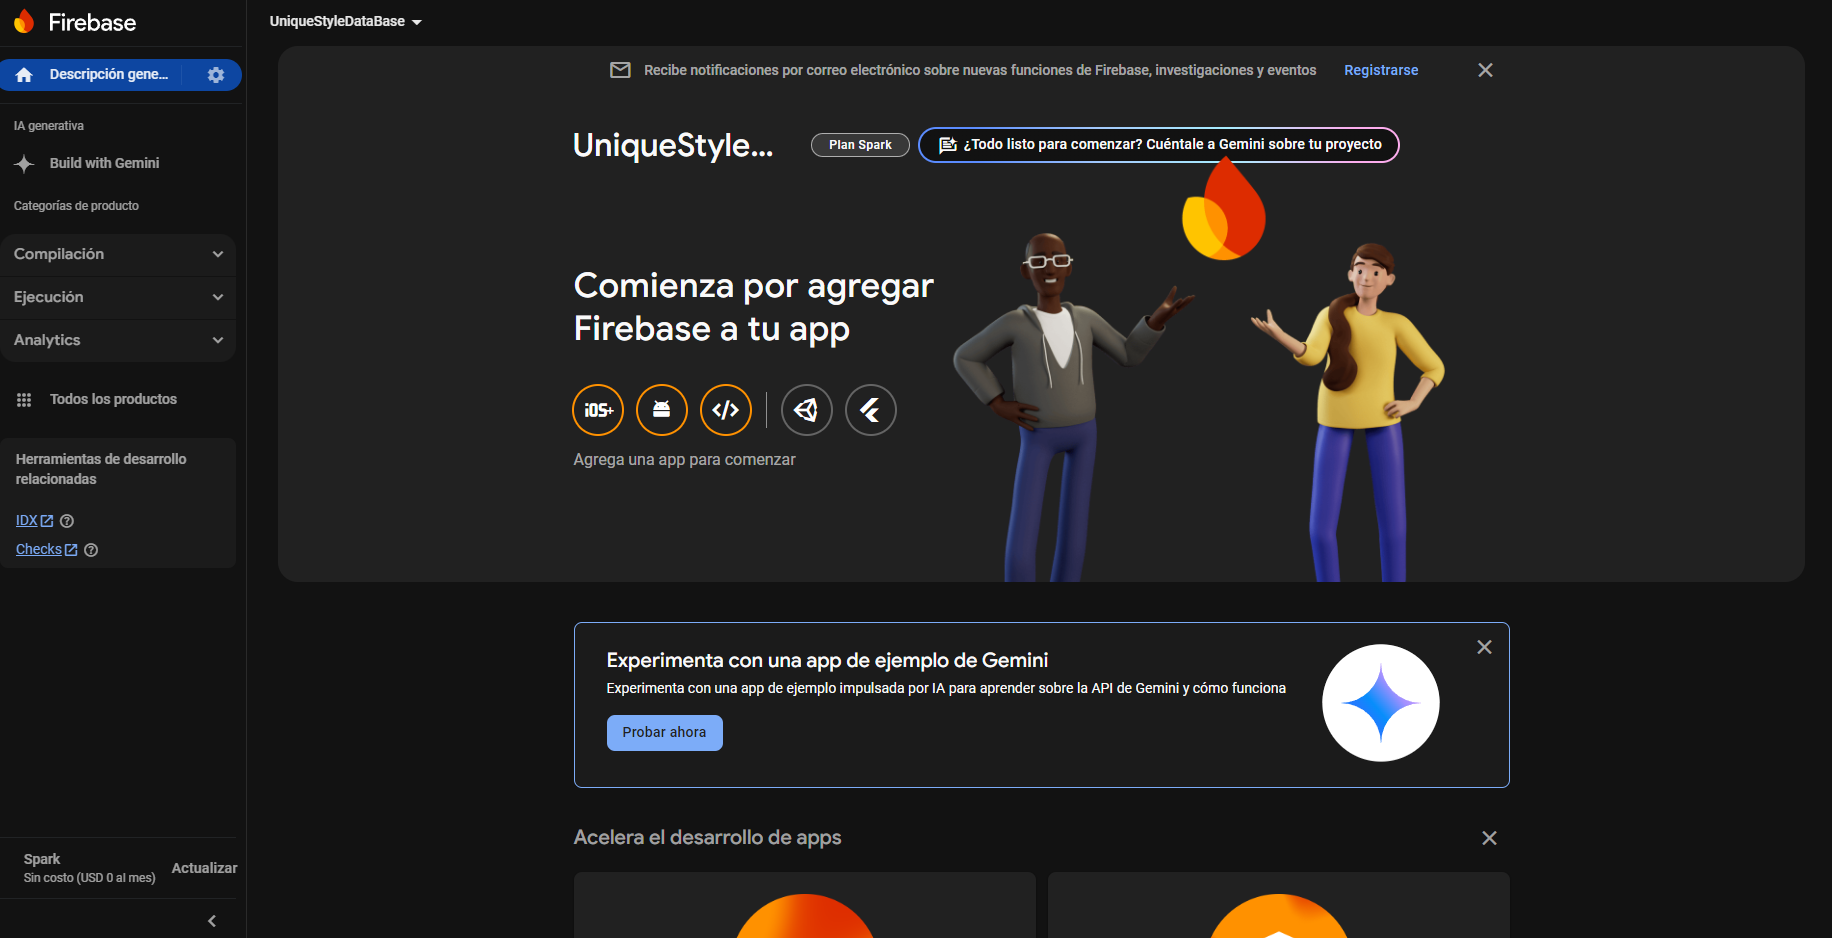 Firebase
UniqueStyleDataBase
Descripción gene...
IA generativa
Build with Gemini
Categorías de producto
Compilación
Ejecución
Analytics
Todos los productos
Herramientas de desarrollo
relacionadas
IDX
Checks
Spark
Sin costo (USD 0 al mes)
Actualizar
Recibe notificaciones por correo electrónico sobre nuevas funciones de Firebase, investigaciones y eventos
Registrarse
UniqueStyle...
Plan Spark
¿Todo listo para comenzar? Cuéntale a Gemini sobre tu proyecto
Comienza por agregar
Firebase a tu app
iOS+
Agrega una app para comenzar
Experimenta con una app de ejemplo de Gemini
Experimenta con una app de ejemplo impulsada por IA para aprender sobre la API de Gemini y cómo funciona
Probar ahora
Acelera el desarrollo de apps